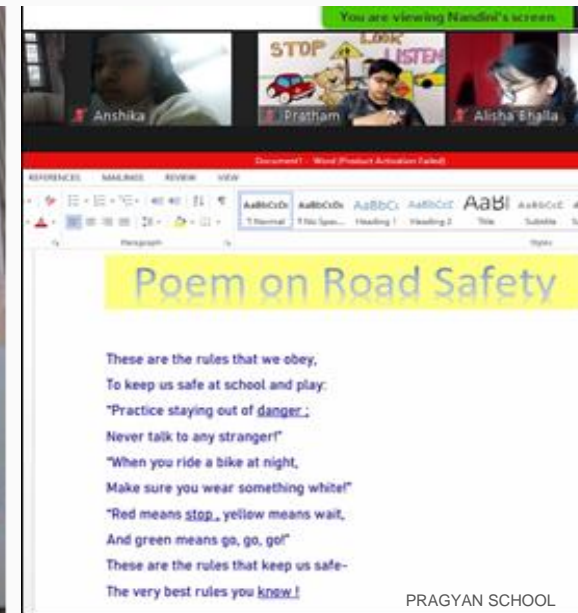 You are viewing Nandini's screen
STOP LOOK
LISTEN
Anshika
Pratham
Alisha Bhalla
Document1 - Word (Product Activation Failed)
REFERENCES MAILINGS REVIEW VIEW
AaBbCcDc AaBbCcDc AaBbCc AaBbCcC AaBl AaBbCcC
¶ Normal ¶ No Spac... Heading 1 Heading 2 Title Subtitle
Paragraph Styles
Poem on Road Safety
These are the rules that we obey,
To keep us safe at school and play:
"Practice staying out of danger ;
Never talk to any stranger!"
"When you ride a bike at night,
Make sure you wear something white!"
"Red means stop , yellow means wait,
And green means go, go, go!"
These are the rules that keep us safe-
The very best rules you know !
PRAGYAN SCHOOL